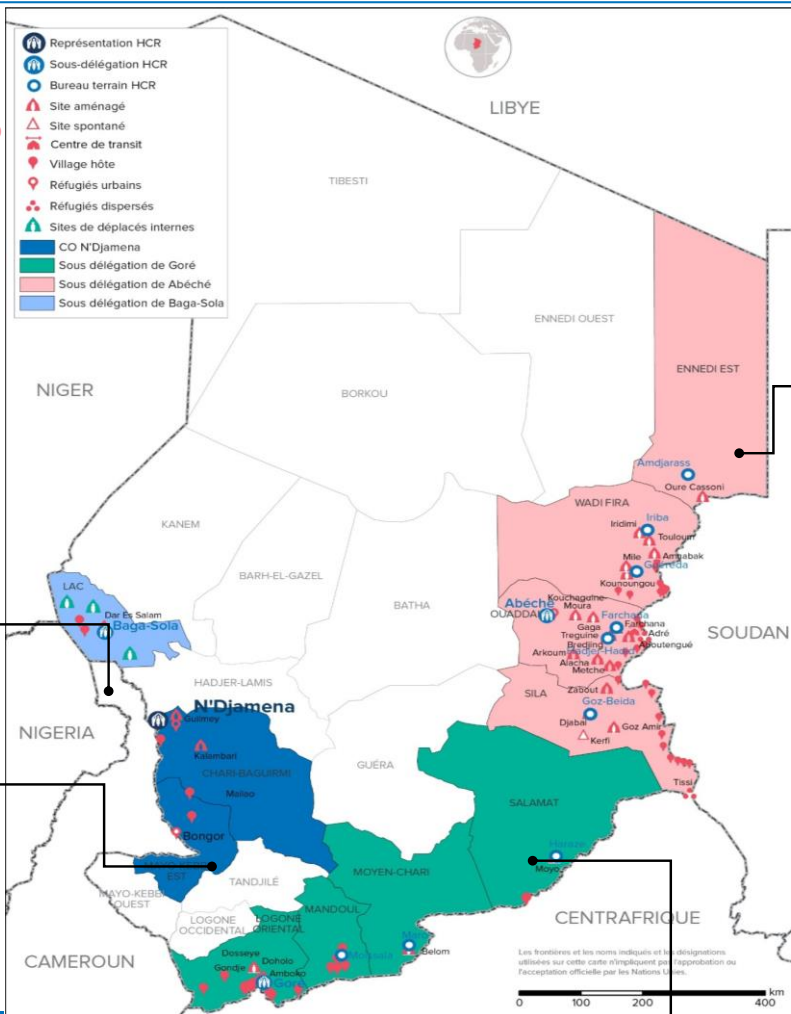 Représentation HCR
Sous-délégation HCR
Bureau terrain HCR
Site aménagé
Site spontané
Centre de transit
Village hôte
Réfugiés urbains
Réfugiés dispersés
Sites de déplacés internes
CO N'Djamena
Sous délégation de Goré
Sous délégation de Abéché
Sous délégation de Baga-Sola
LIBYE
TIBESTI
ENNEDI OUEST
ENNEDI EST
NIGER
BORKOU
Amdjarass
Oure Cassoni
WADI FIRA
KANEM
Iriba
Iridimi
Touloum
BARH-EL-GAZEL
Mile
Amgabak
Guéreda
Kounoungou
BATHA
LAC
Dar Es Salam
Baga-Sola
Abéché
OUADDAI
Kouchaguine-
Moura
Gaga
Farchana
Farchana
Adré
Treguine
Bredjing
Aboutengué
Hadjer-Hadid
Arkoum
Alacha
Metche
SOUDAN
HADJER-LAMIS
SILA
Zabout
Goz-Beida
Djabal
Goz Amir
Kerfi
Tissi
NIGERIA
N'Djamena
Guilmey
Kalambari
CHARI-BAGUIRMI
GUÉRA
Mailao
SALAMAT
Bongor
EST
Haraze
Moyo
MAYO-KEBBI
OUEST
TANDJILÉ
MOYEN-CHARI
LOGONE
OCCIDENTAL
LOGONE
ORIENTAL
MANDOUL
CENTRAFRIQUE
CAMEROUN
Dosseye
Doholo
Gondje
Amboko
Goré
Moissala
Maro
Belom
Les frontières et les noms indiqués et les désignations
utilisées sur cette carte n'impliquent pas l'approbation ou
l'acceptation officielle par les Nations Unies.
km
0 100 200 400